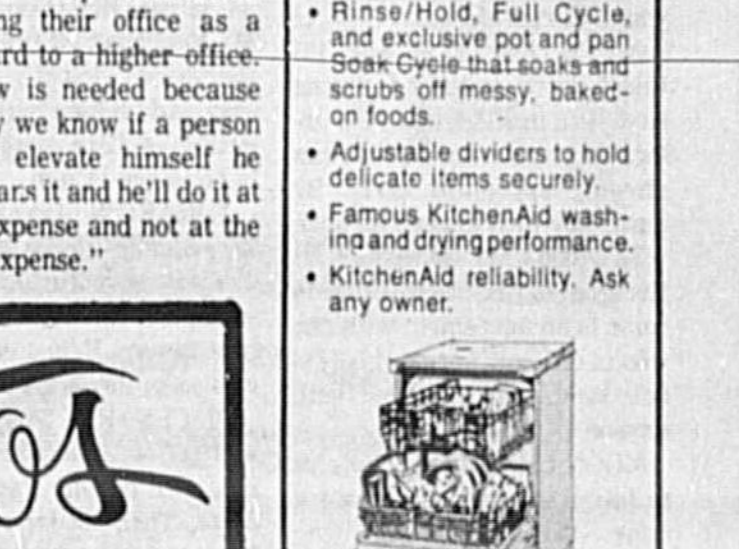 ng their office as a
rd to a higher office.
w is needed because
y we know if a person
elevate himself he
ars it and he'll do it at
xpense and not at the
xpense."
os
• Rinse/Hold, Full Cycle,
and exclusive pot and pan
Soak Cycle that soaks and
scrubs off messy, baked-
on foods.
• Adjustable dividers to hold
delicate items securely
• Famous KitchenAid wash-
ing and drying performance.
• KitchenAid reliability. Ask
any owner.